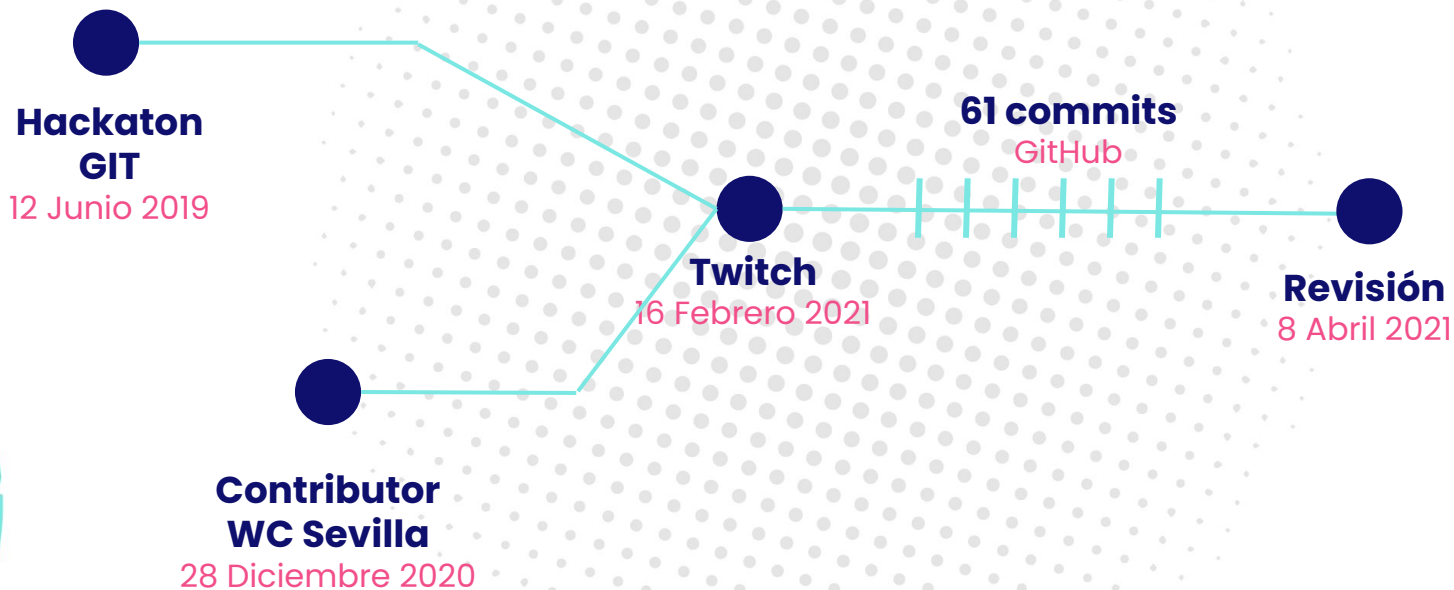 Hackaton
GIT
12 Junio 2019
61 commits
GitHub
Twitch
16 Febrero 2021
Revisión
8 Abril 2021
Contributor
WC Sevilla
28 Diciembre 2020